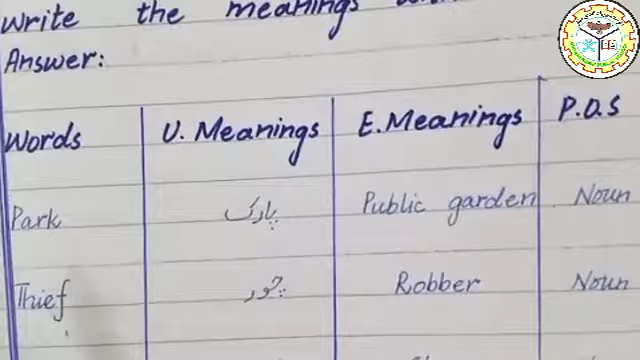 Write the meanings
Answer:
Words U. Meanings E. Meanings P.O.S
Park پارک Public garden Noun
Thief چور Robber Noun